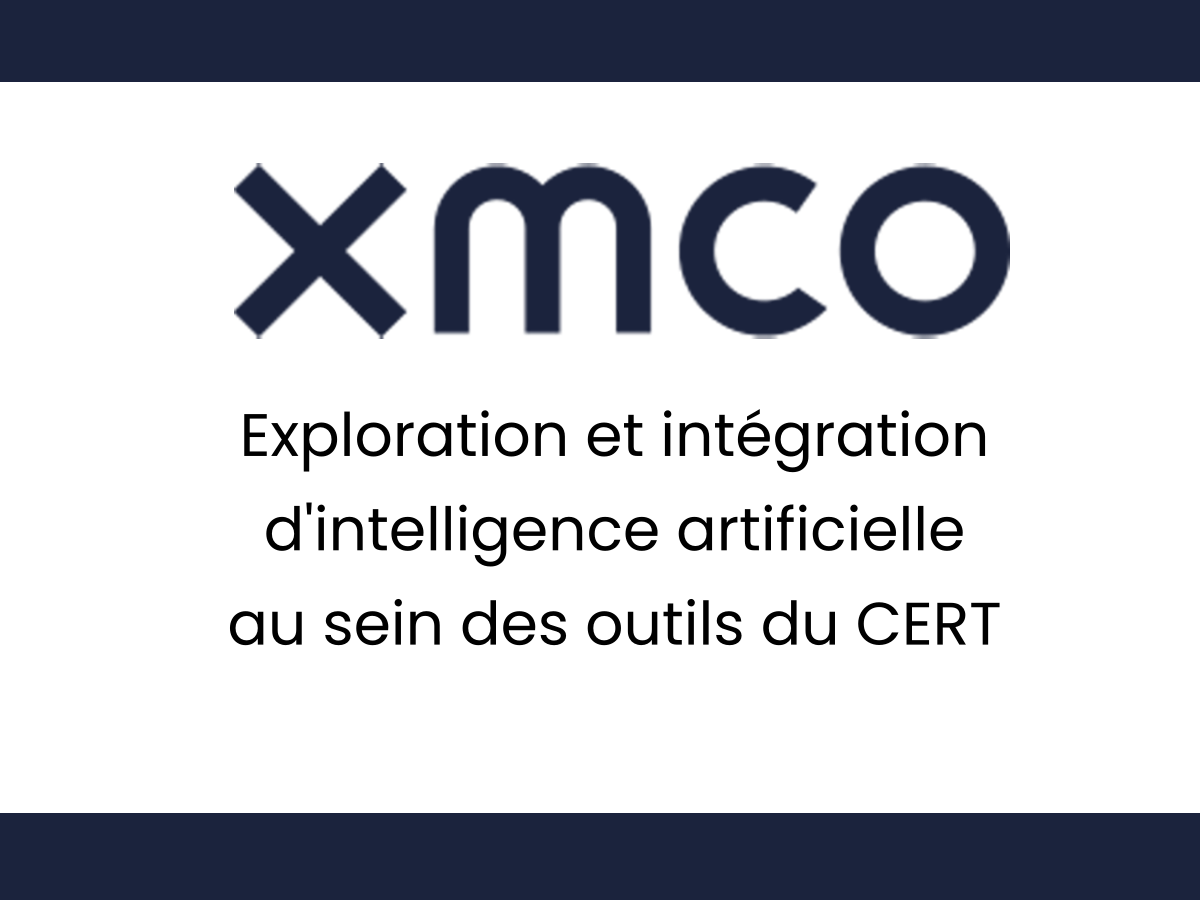 xmco
Exploration et intégration
d'intelligence artificielle
au sein des outils du CERT